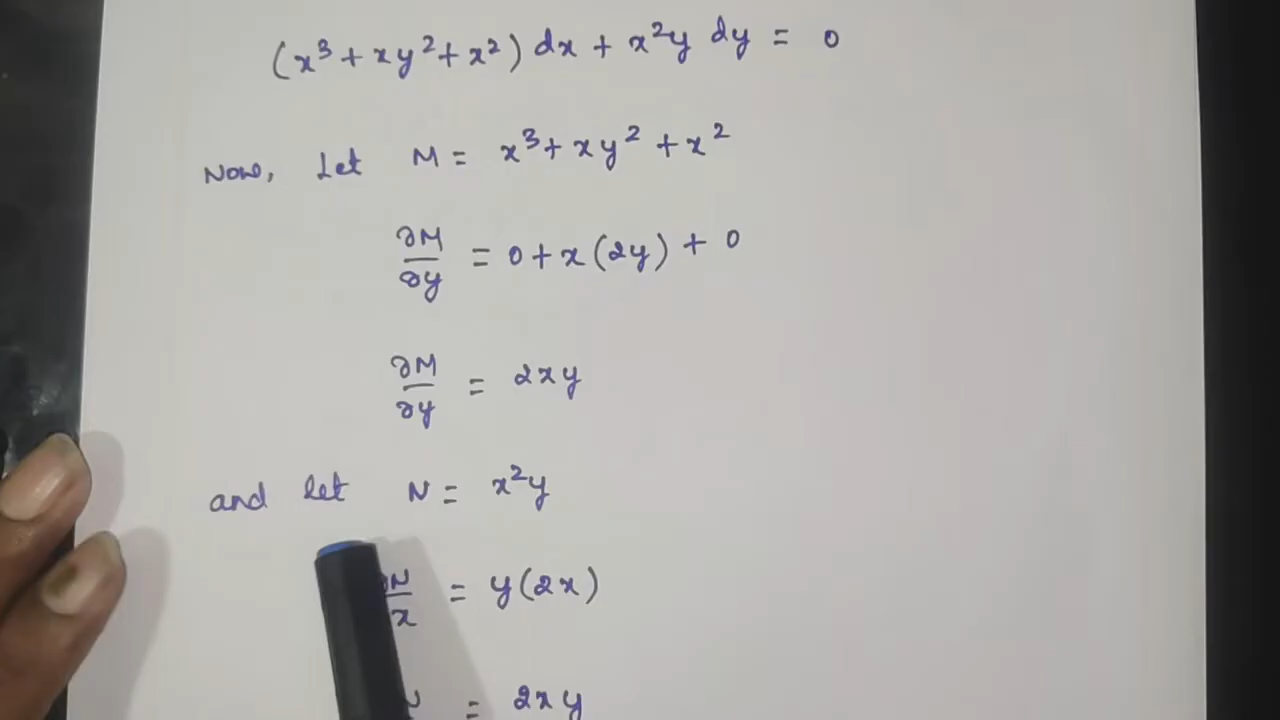 (x³ + xy² + x²) dx + x²y dy = 0
Now, Let M = x³ + xy² + x²
∂M/∂y = 0 + x(2y) + 0
∂M/∂y = 2xy
and let N = x²y
∂N/x = y(2x)
= 2xy